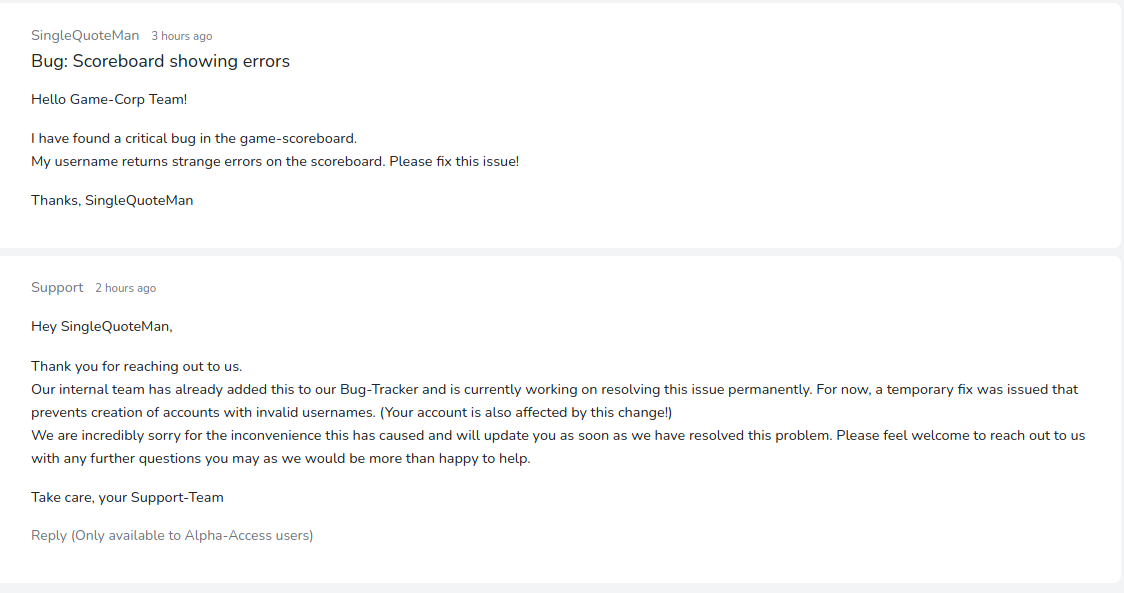 SingleQuoteMan 3 hours ago
Bug: Scoreboard showing errors
Hello Game-Corp Team!
I have found a critical bug in the game-scoreboard.
My username returns strange errors on the scoreboard. Please fix this issue!
Thanks, SingleQuoteMan
Support 2 hours ago
Hey SingleQuoteMan,
Thank you for reaching out to us.
Our internal team has already added this to our Bug-Tracker and is currently working on resolving this issue permanently. For now, a temporary fix was issued that
prevents creation of accounts with invalid usernames. (Your account is also affected by this change!)
We are incredibly sorry for the inconvenience this has caused and will update you as soon as we have resolved this problem. Please feel welcome to reach out to us
with any further questions you may as we would be more than happy to help.
Take care, your Support-Team
Reply (Only available to Alpha-Access users)